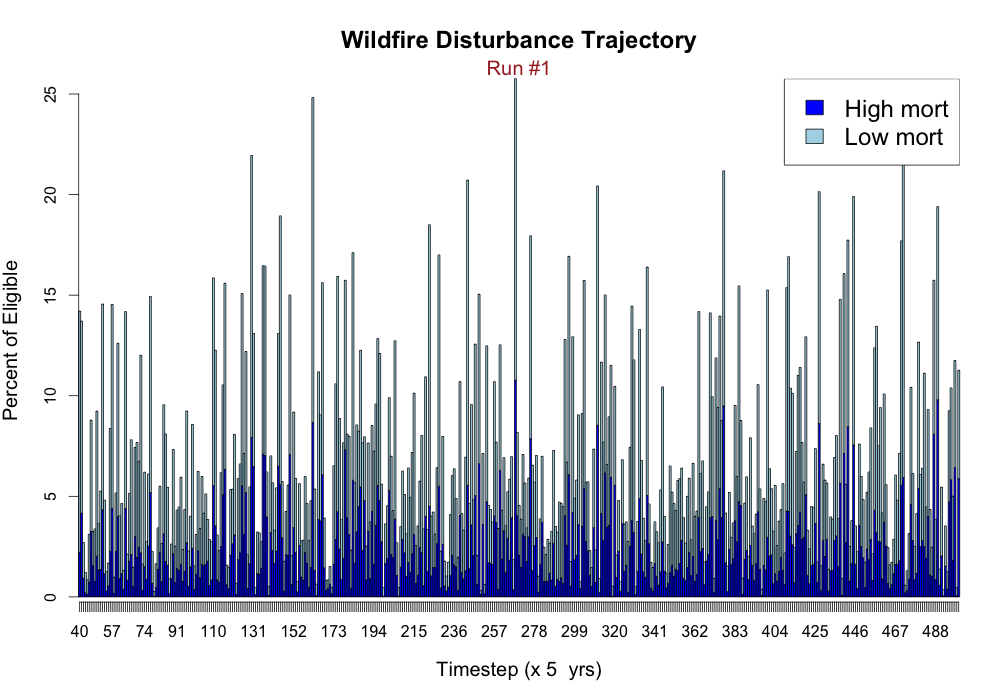 Wildfire Disturbance Trajectory
Run #1
High mort
Low mort
Percent of Eligible
25
20
15
10
5
0
40 57 74 91 110 131 152 173 194 215 236 257 278 299 320 341 362 383 404 425 446 467 488
Timestep (x 5 yrs)